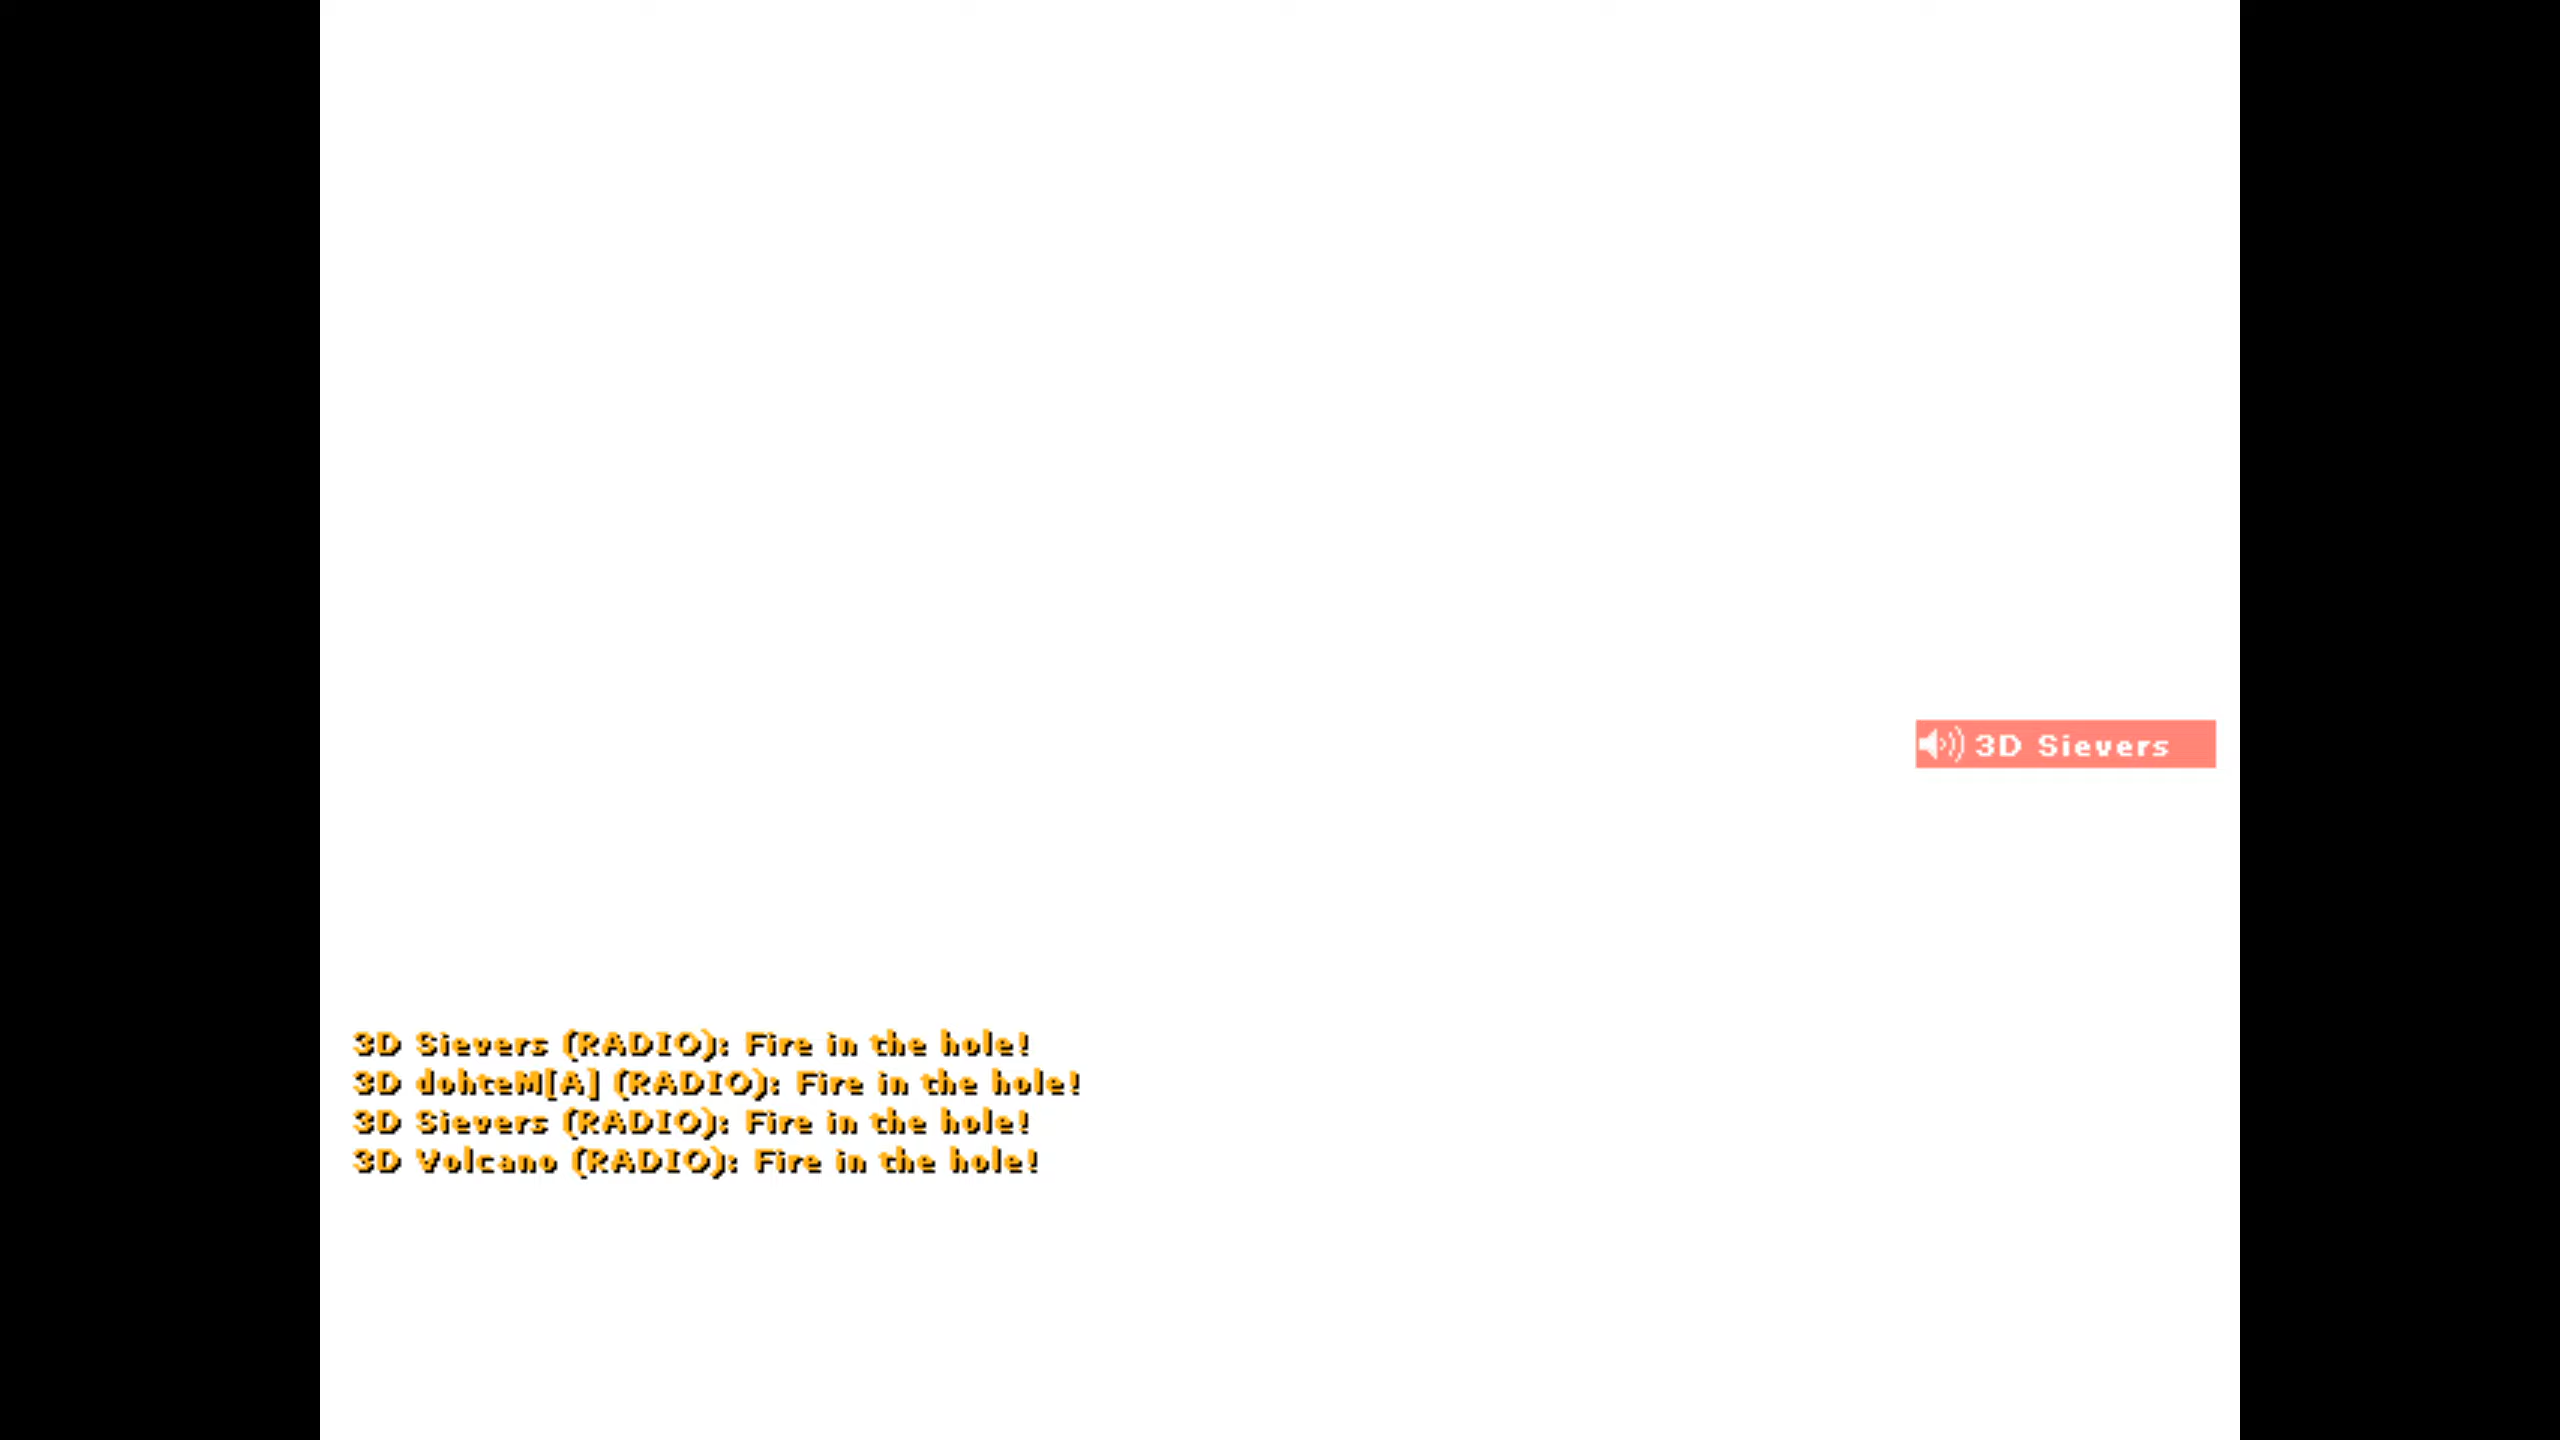 3D Sievers
3D Sievers (RADIO): Fire in the hole!
3D dohteM[A] (RADIO): Fire in the hole!
3D Sievers (RADIO): Fire in the hole!
3D Volcano (RADIO): Fire in the hole!